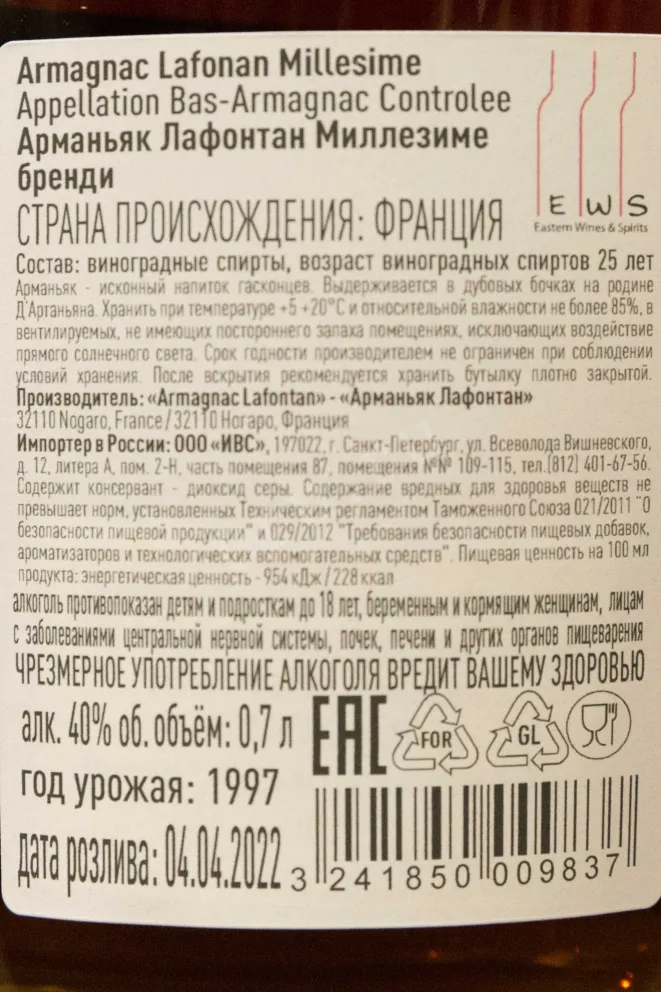 Armagnac Lafonan Millesime
Appellation Bas-Armagnac Controlee
Арманьяк Лафонтан Миллезиме
бренди
СТРАНА ПРОИСХОЖДЕНИЯ: ФРАНЦИЯ
E W S
Eastern Wines & Spirits
Состав: виноградные спирты, возраст виноградных спиртов 25 лет
Арманьяк - исконный напиток гасконцев. Выдерживается в дубовых бочках на родине
Д'Артаньяна. Хранить при температуре +5 +20°С и относительной влажности не более 85%, в
вентилируемых, не имеющих постороннего запаха помещениях, исключающих воздействие
прямого солнечного света. Срок годности производителем не ограничен при соблюдении
условий хранения. После вскрытия рекомендуется хранить бутылку плотно закрытой.
Производитель: «Armagnac Lafontan» - «Арманьяк Лафонтан»
32110 Nogaro, France / 32110 Ногаро, Франция
Импортер в России: ООО «ИВС», 197022, г. Санкт-Петербург, ул. Всеволода Вишневского,
д. 12, литера А, пом. 2-Н, часть помещения 87, помещения №№ 109-115, тел.(812) 401-67-56.
Содержит консервант - диоксид серы. Содержание вредных для здоровья веществ не
превышает норм, установленных Техническим регламентом Таможенного Союза 021/2011 "О
безопасности пищевой продукции" и 029/2012 "Требования безопасности пищевых добавок,
ароматизаторов и технологических вспомогательных средств". Пищевая ценность на 100 мл
продукта: энергетическая ценность - 954 кДж / 228 ккал
алкоголь противопоказан детям и подросткам до 18 лет, беременным и кормящим женщинам, лицам
с заболеваниями центральной нервной системы, почек, печени и других органов пищеварения
ЧРЕЗМЕРНОЕ УПОТРЕБЛЕНИЕ АЛКОГОЛЯ ВРЕДИТ ВАШЕМУ ЗДОРОВЬЮ
алк. 40% об. объём: 0,7 л
EAC
FOR
GL
год урожая: 1997
дата розлива: 04.04.2022
3 241850 009837